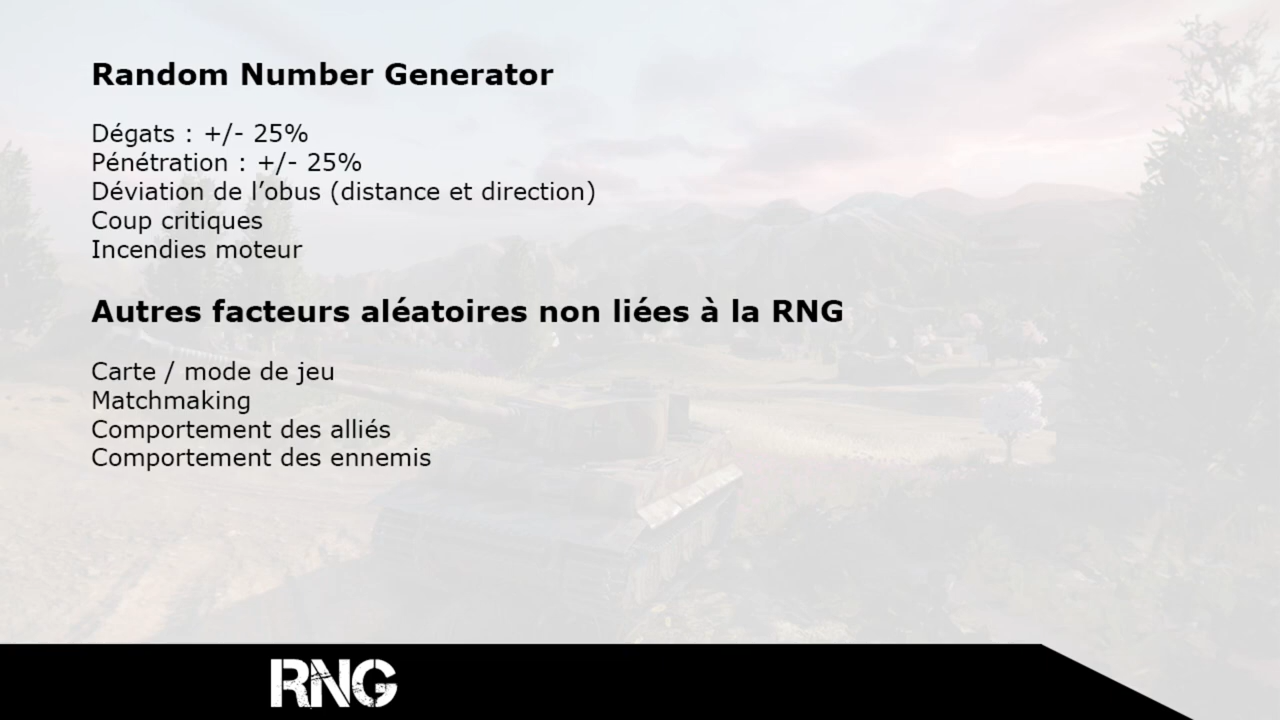 Random Number Generator
Dégats : +/- 25%
Pénétration : +/- 25%
Déviation de l’obus (distance et direction)
Coup critiques
Incendies moteur
Autres facteurs aléatoires non liées à la RNG
Carte / mode de jeu
Matchmaking
Comportement des alliés
Comportement des ennemis
RNG